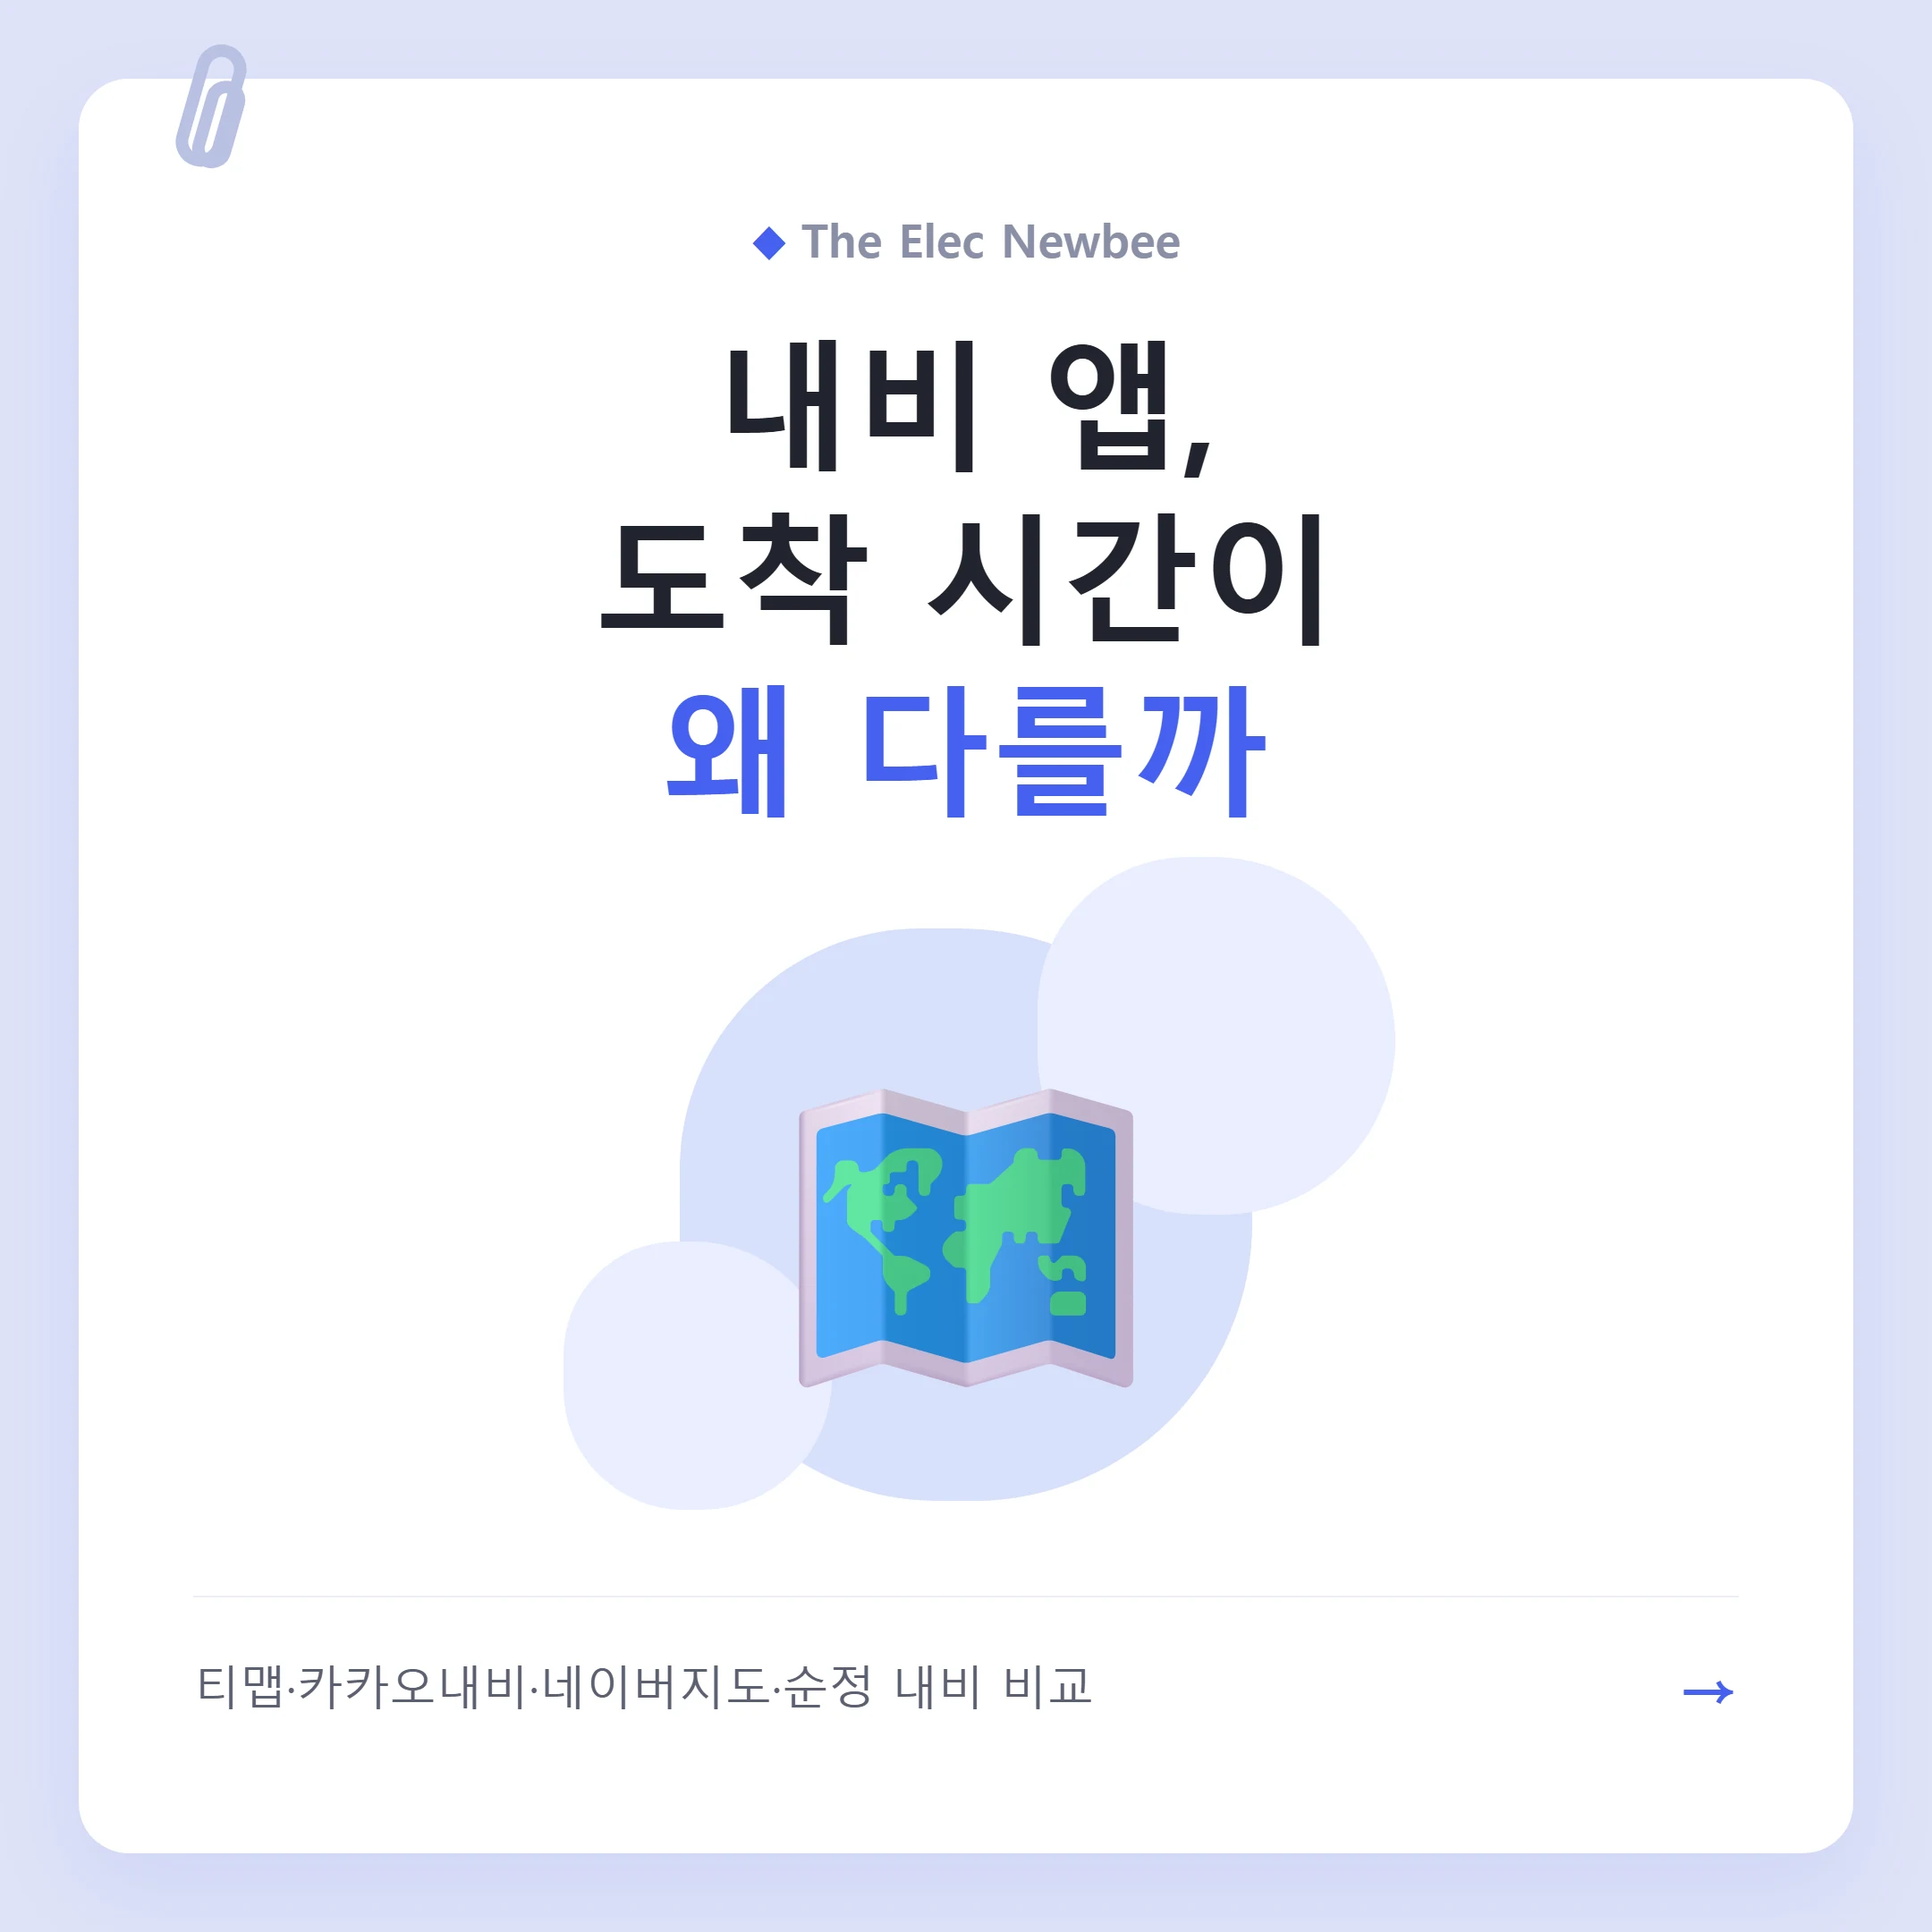 ◆ The Elec Newbee
내비 앱,
도착 시간이
왜 다를까
티맵·카카오내비·네이버지도·순정 내비 비교 →